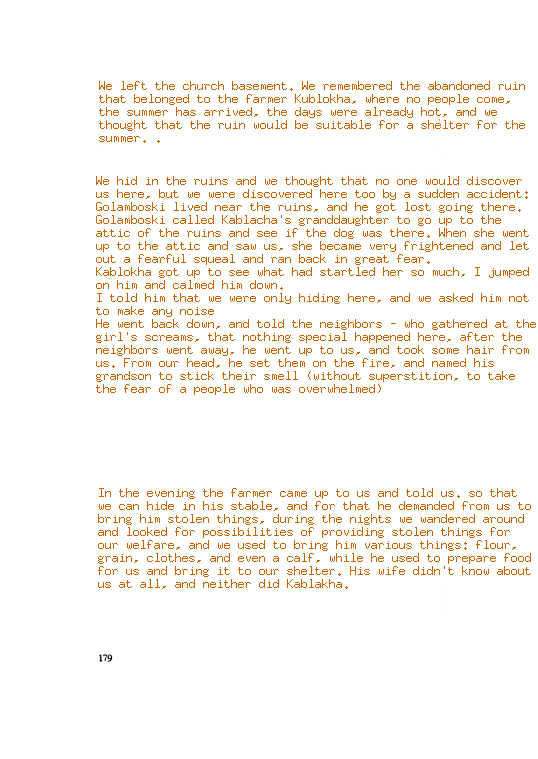 We left the church basement. We remembered the abandoned ruin
that belonged to the farmer Kublokha, where no people come,
the summer has arrived, the days were already hot, and we
thought that the ruin would be suitable for a shelter for the
summer. .
We hid in the ruins and we thought that no one would discover
us here, but we were discovered here too by a sudden accident:
Golamboski lived near the ruins, and he got lost going there.
Golamboski called Kablacha's granddaughter to go up to the
attic of the ruins and see if the dog was there. When she went
up to the attic and saw us, she became very frightened and let
out a fearful squeal and ran back in great fear.
Kablokha got up to see what had startled her so much, I jumped
on him and calmed him down.
I told him that we were only hiding here, and we asked him not
to make any noise
He went back down, and told the neighbors - who gathered at the
girl's screams, that nothing special happened here, after the
neighbors went away, he went up to us, and took some hair from
us. From our head, he set them on the fire, and named his
grandson to stick their smell (without superstition, to take
the fear of a people who was overwhelmed)
In the evening the farmer came up to us and told us. so that
we can hide in his stable, and for that he demanded from us to
bring him stolen things, during the nights we wandered around
and looked for possibilities of providing stolen things for
our welfare, and we used to bring him various things: flour,
grain, clothes, and even a calf, while he used to prepare food
for us and bring it to our shelter. His wife didn't know about
us at all, and neither did Kablakha.
179